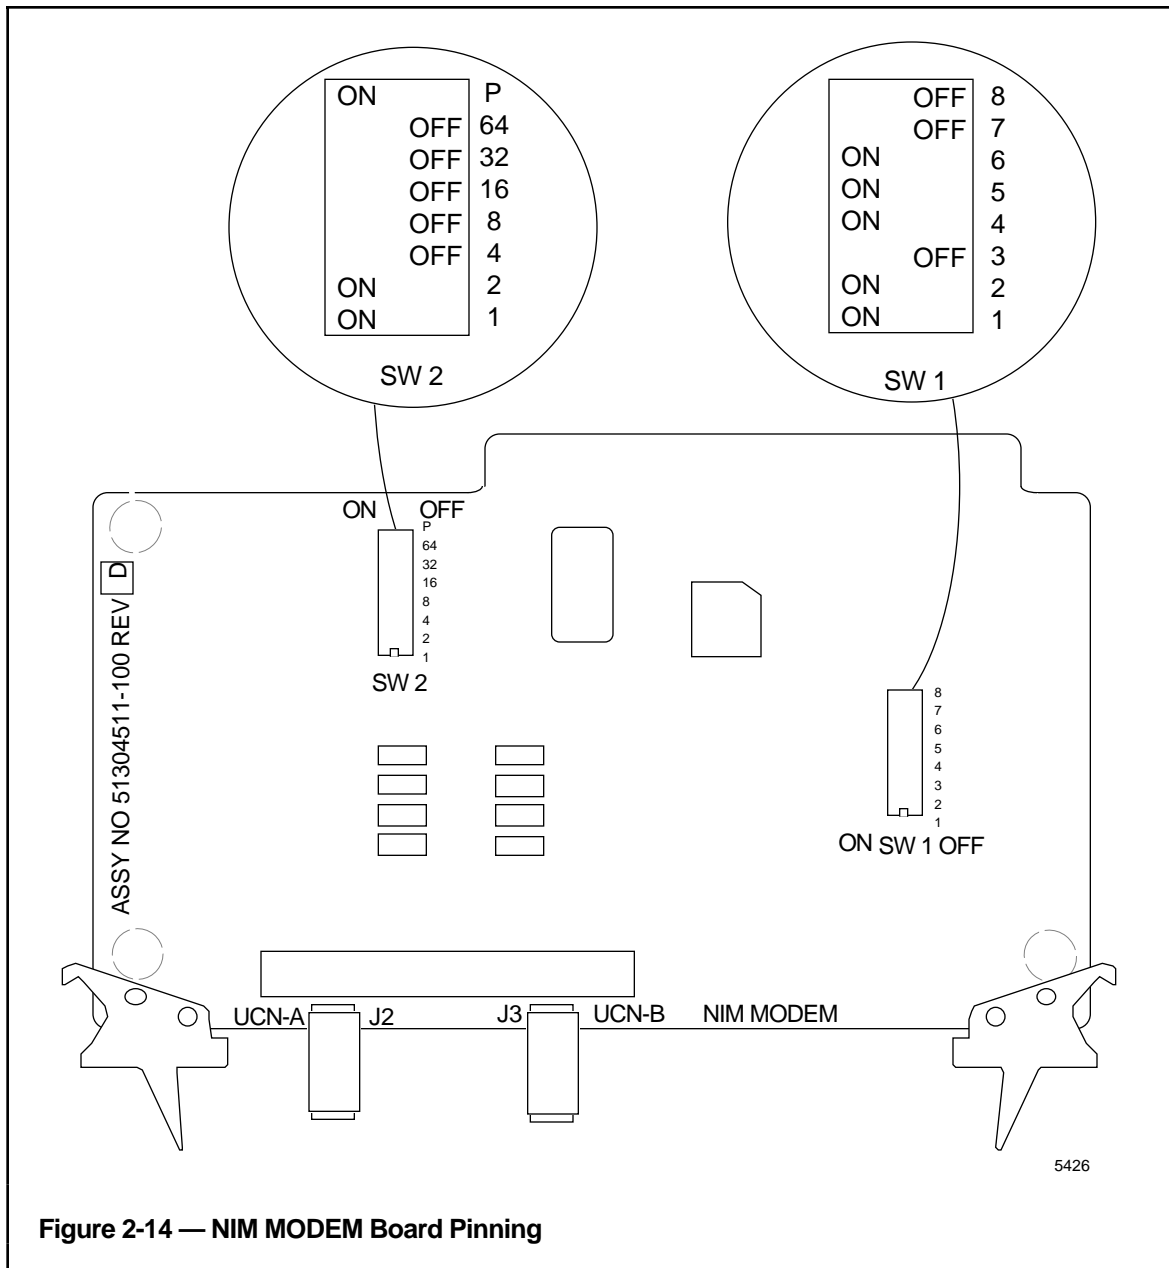 ON P
OFF 64
OFF 32
OFF 16
OFF 8
OFF 4
ON 2
ON 1
SW 2
OFF 8
OFF 7
ON 6
ON 5
ON 4
OFF 3
ON 2
ON 1
SW 1
ON OFF
P
64
32
16
8
4
2
1
SW 2
ASSY NO 51304511-100 REV D
8
7
6
5
4
3
2
1
ON SW 1 OFF
UCN-A J2 J3 UCN-B NIM MODEM
5426
Figure 2-14 — NIM MODEM Board Pinning